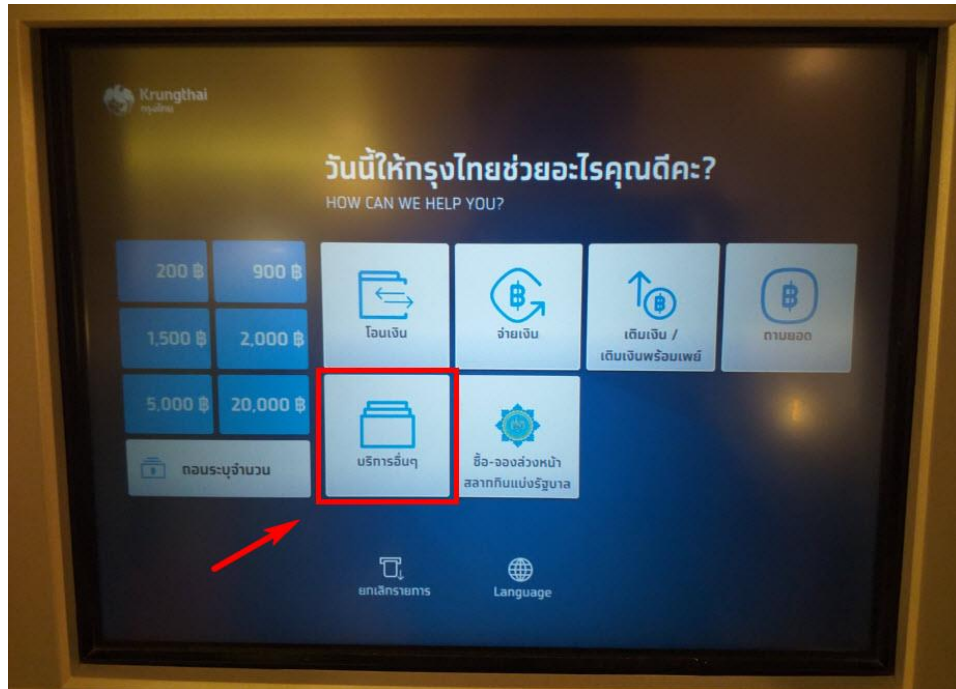 Krungthai
กรุงไทย
วันนี้ให้กรุงไทยช่วยอะไรคุณดีคะ?
HOW CAN WE HELP YOU?
200 ฿
900 ฿
1,500 ฿
2,000 ฿
5,000 ฿
20,000 ฿
ถอนระบุจำนวน
โอนเงิน
จ่ายเงิน
เติมเงิน /
เติมเงินพร้อมเพย์
ถามยอด
บริการอื่นๆ
ซื้อ-จองล่วงหน้า
สลากกินแบ่งรัฐบาล
ยกเลิกรายการ
Language